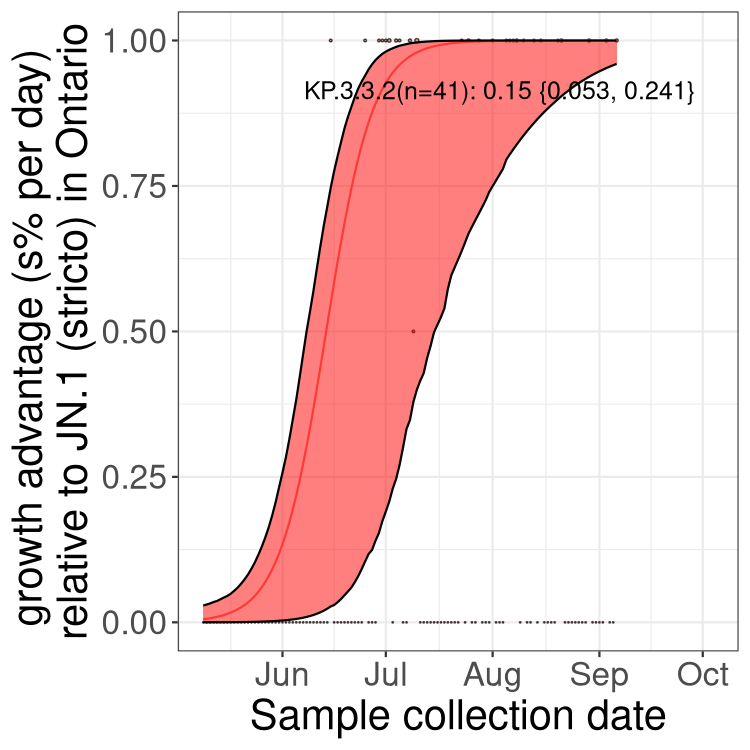 growth advantage (s% per day)
relative to JN.1 (stricto) in Ontario
1.00
0.75
0.50
0.25
0.00
KP.3.3.2(n=41): 0.15 {0.053, 0.241}
Jun Jul Aug Sep Oct
Sample collection date